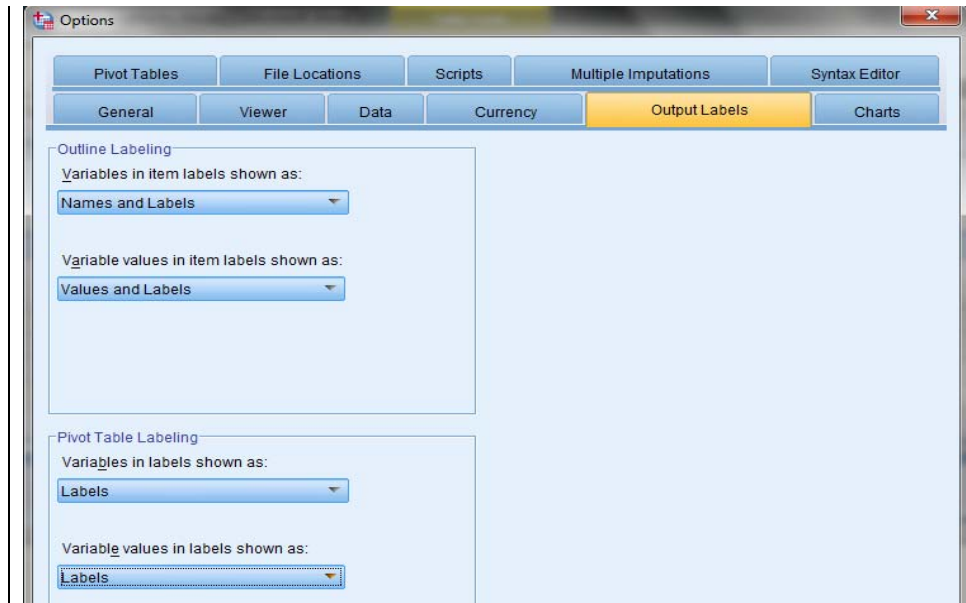 Options
Pivot Tables File Locations Scripts Multiple Imputations Syntax Editor
General Viewer Data Currency Output Labels Charts
Outline Labeling
Variables in item labels shown as:
Names and Labels
Variable values in item labels shown as:
Values and Labels
Pivot Table Labeling
Variables in labels shown as:
Labels
Variable values in labels shown as:
Labels